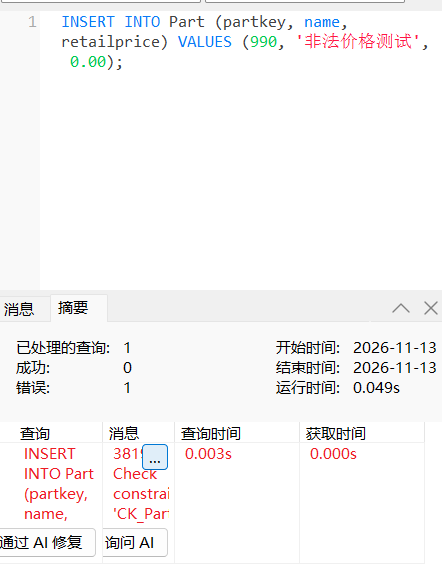 1 INSERT INTO Part (partkey, name,
retailprice) VALUES (990, '非法价格测试',
0.00);
消息 摘要
已处理的查询: 1 开始时间: 2026-11-13
成功: 0 结束时间: 2026-11-13
错误: 1 运行时间: 0.049s
查询 消息 查询时间 获取时间
INSERT 381 ... 0.003s 0.000s
INTO Part Check
(partkey, constrai
name, 'CK_Par
通过 AI 修复 询问 AI